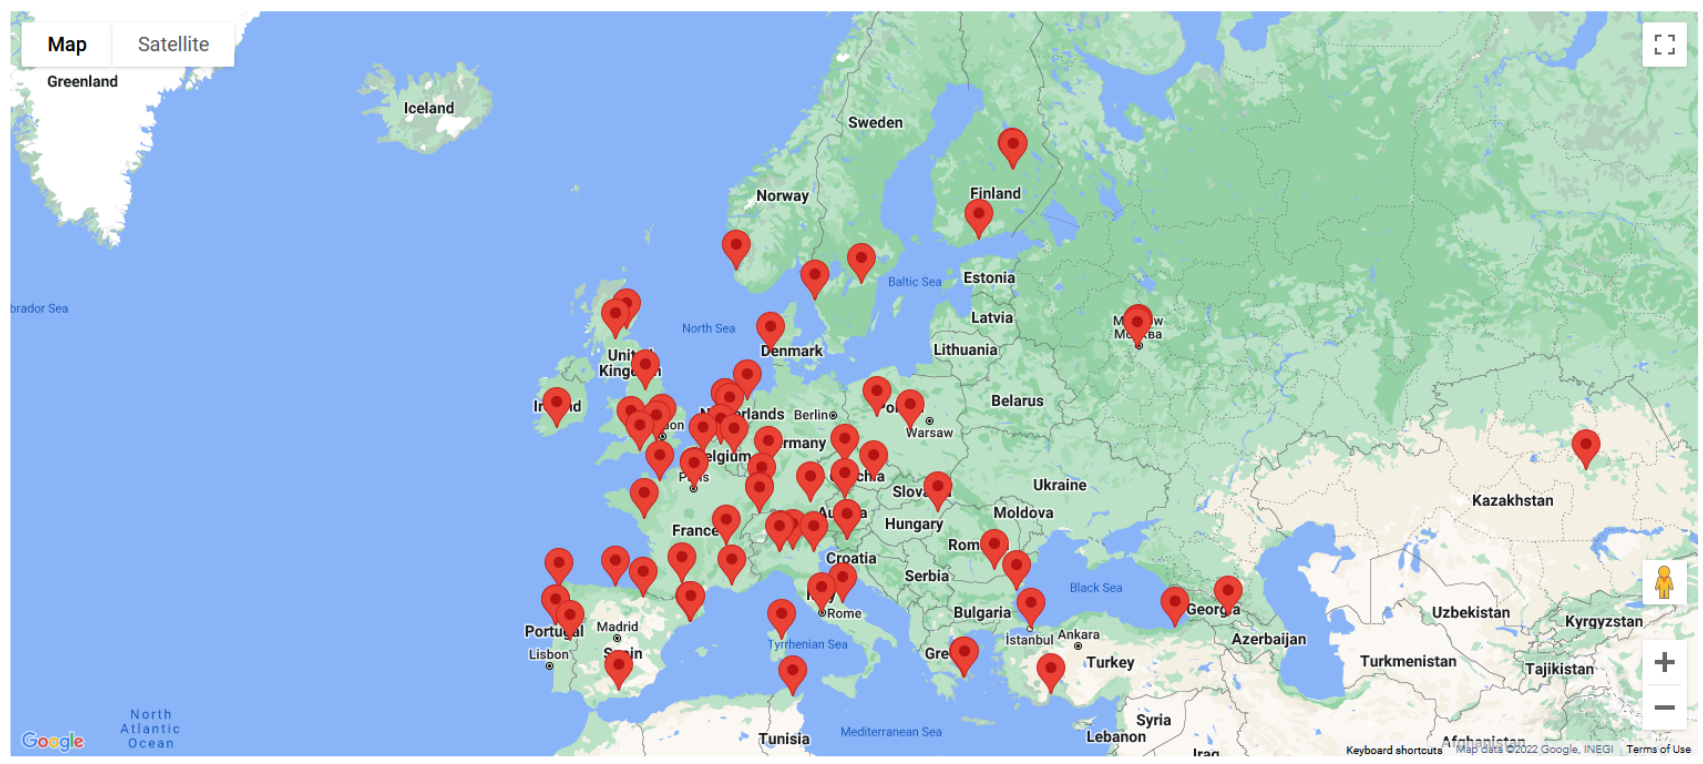 Map
Satellite
Greenland
Iceland
Sweden
Norway
Finland
Estonia
Baltic Sea
brador Sea
Latvia
North Sea
Denmark
Lithuania
Belarus
Berlin
Warsaw
Ukraine
Kazakhstan
Moldova
Hungary
France
Croatia
Serbia
Black Sea
Bulgaria
Georgia
Uzbekistan
Kyrgyzstan
Rome
Portugal
Madrid
İstanbul
Ankara
Azerbaijan
Tyrrhenian Sea
Lisbon
Turkey
Turkmenistan
Tajikistan
North
Atlantic
Ocean
Syria
Mediterranean Sea
Lebanon
Tunisia
Iraq
Afghanistan
Google
Keyboard shortcuts
Map data ©2022 Google, INEGI
Terms of Use